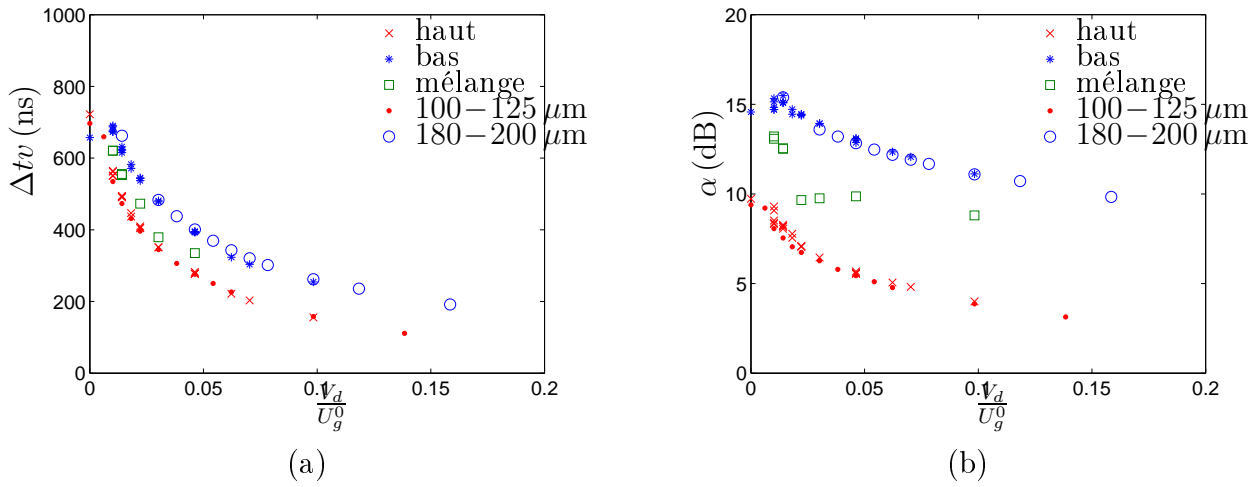 1000
800
600
400
200
0
Δtv (ns)
0 0.05 0.1 0.15 0.2
V_d
U_g^0
haut
bas
mélange
100−125 μm
180−200 μm
(a)
20
15
10
5
0
α (dB)
0 0.05 0.1 0.15 0.2
V_d
U_g^0
haut
bas
mélange
100−125 μm
180−200 μm
(b)